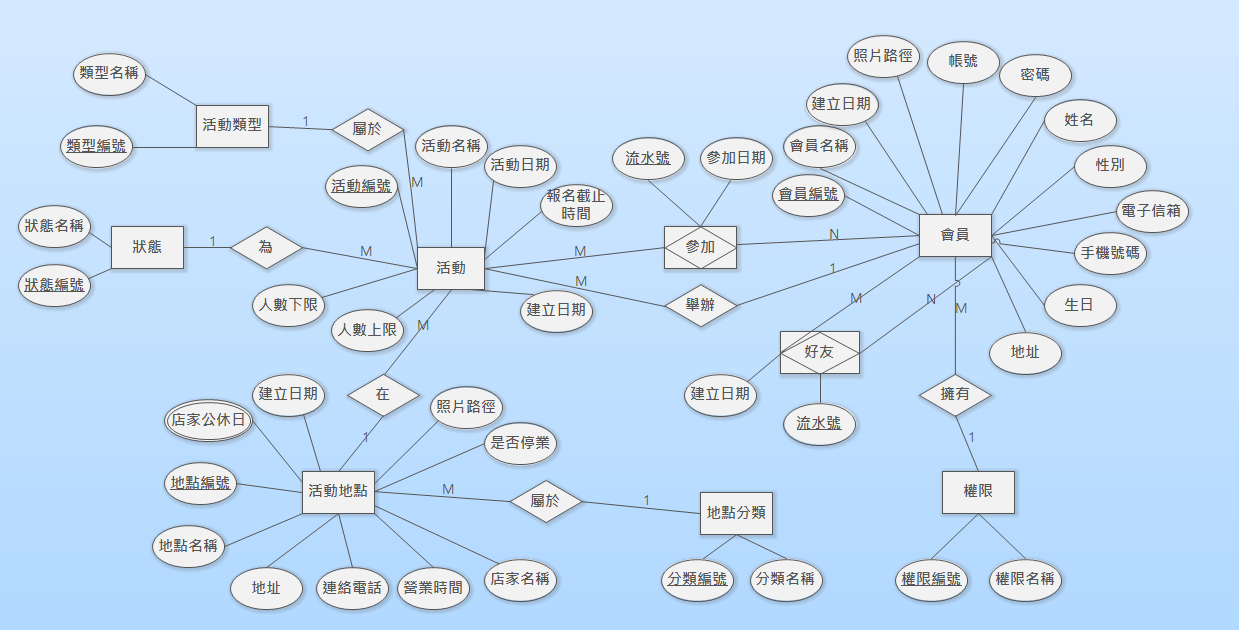 照片路徑
帳號
密碼
類型名稱
建立日期
姓名
活動類型
1
屬於
類型編號
活動名稱
會員名稱
流水號
參加日期
活動日期
性別
活動編號
M
會員編號
報名截止
時間
電子信箱
狀態名稱
狀態
1
為
M
參加
M
N
會員
手機號碼
活動
1
M
狀態編號
人數下限
建立日期
舉辦
M
N
M
生日
人數上限
M
好友
地址
建立日期
在
建立日期
擁有
照片路徑
店家公休日
流水號
1
1
是否停業
地點編號
活動地點
M
屬於
1
地點分類
權限
地點名稱
地址
連絡電話
營業時間
店家名稱
分類編號
分類名稱
權限編號
權限名稱